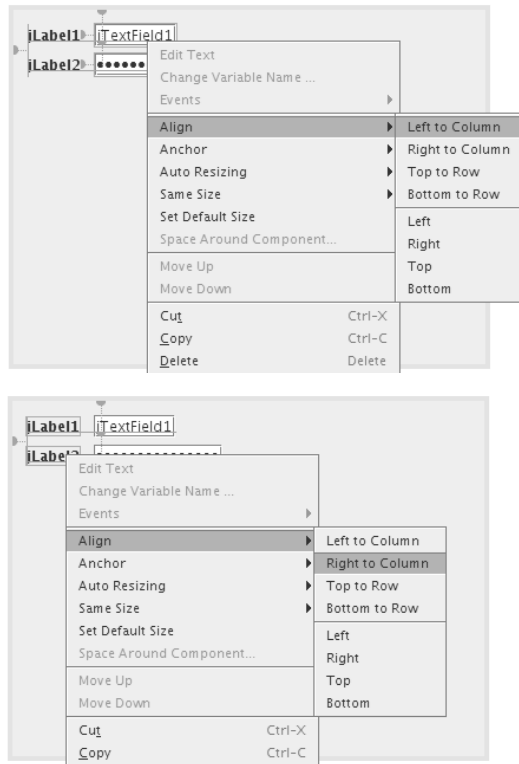 jLabel1 jTextField1
jLabel2 ••••••
Edit Text
Change Variable Name ...
Events
Align
Anchor
Auto Resizing
Same Size
Set Default Size
Space Around Component...
Move Up
Move Down
Cut Ctrl-X
Copy Ctrl-C
Delete Delete
Left to Column
Right to Column
Top to Row
Bottom to Row
Left
Right
Top
Bottom
jLabel1 jTextField1
jLabel2
Edit Text
Change Variable Name ...
Events
Align
Anchor
Auto Resizing
Same Size
Set Default Size
Space Around Component...
Move Up
Move Down
Cut Ctrl-X
Copy Ctrl-C
Left to Column
Right to Column
Top to Row
Bottom to Row
Left
Right
Top
Bottom